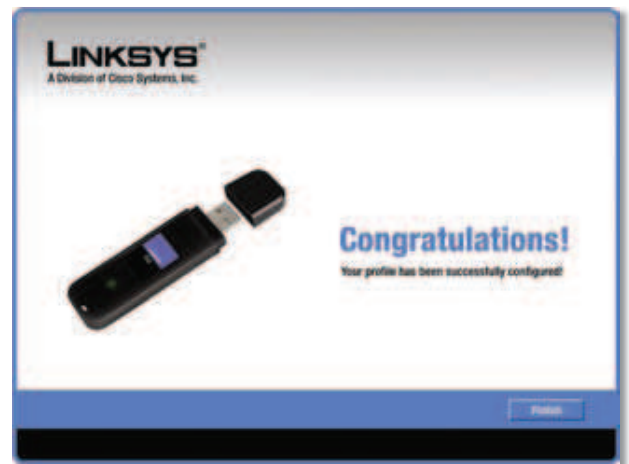 LINKSYS®
A Division of Cisco Systems, Inc.
Congratulations!
Your profile has been successfully configured!
Finish